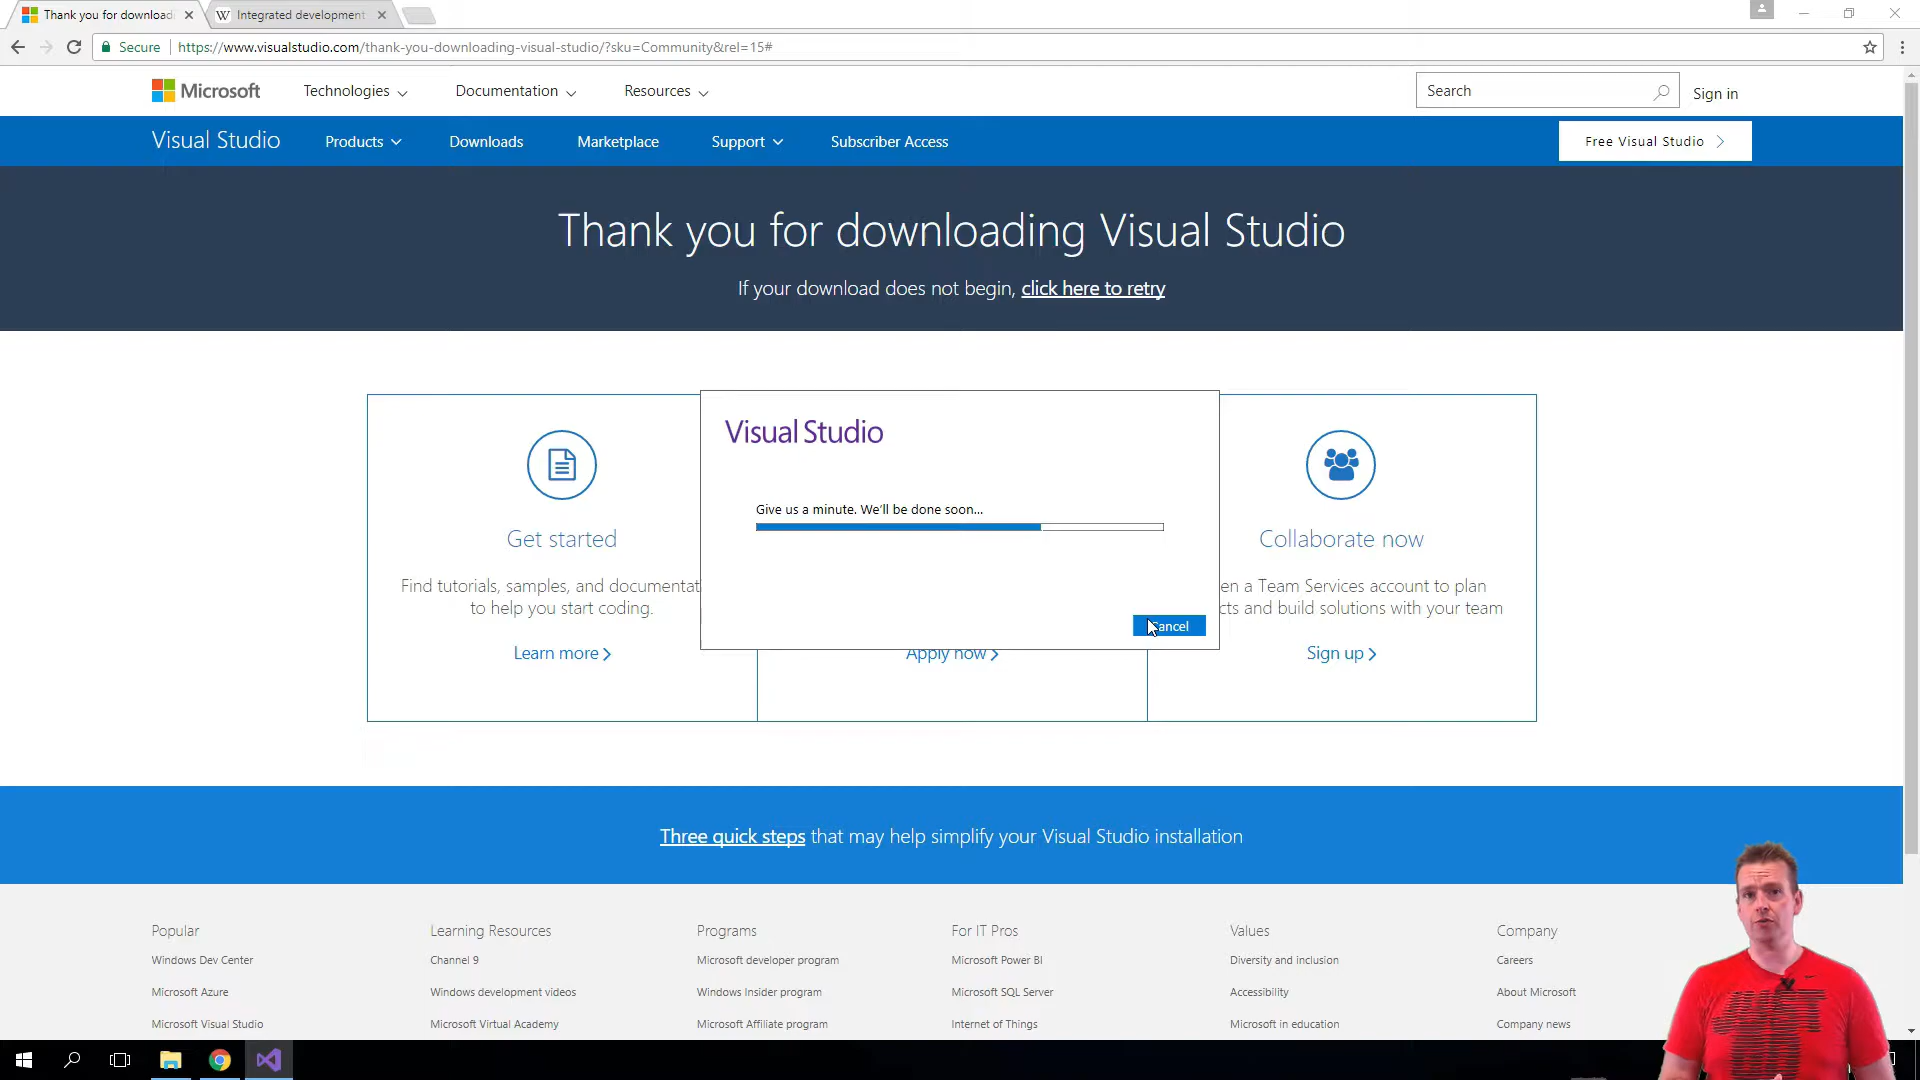 Thank you for download
Integrated development
Secure
https://www.visualstudio.com/thank-you-downloading-visual-studio/?sku=Community&rel=15#
Microsoft
Technologies
Documentation
Resources
Search
Sign in
Visual Studio
Products
Downloads
Marketplace
Support
Subscriber Access
Free Visual Studio
Thank you for downloading Visual Studio
If your download does not begin, click here to retry
Visual Studio
Give us a minute. We'll be done soon...
Cancel
Get started
Find tutorials, samples, and documentat
to help you start coding.
Learn more
Apply now
Collaborate now
en a Team Services account to plan
cts and build solutions with your team
Sign up
Three quick steps that may help simplify your Visual Studio installation
Popular
Windows Dev Center
Microsoft Azure
Microsoft Visual Studio
Learning Resources
Channel 9
Windows development videos
Microsoft Virtual Academy
Programs
Microsoft developer program
Windows Insider program
Microsoft Affiliate program
For IT Pros
Microsoft Power BI
Microsoft SQL Server
Internet of Things
Values
Diversity and inclusion
Accessibility
Microsoft in education
Company
Careers
About Microsoft
Company news